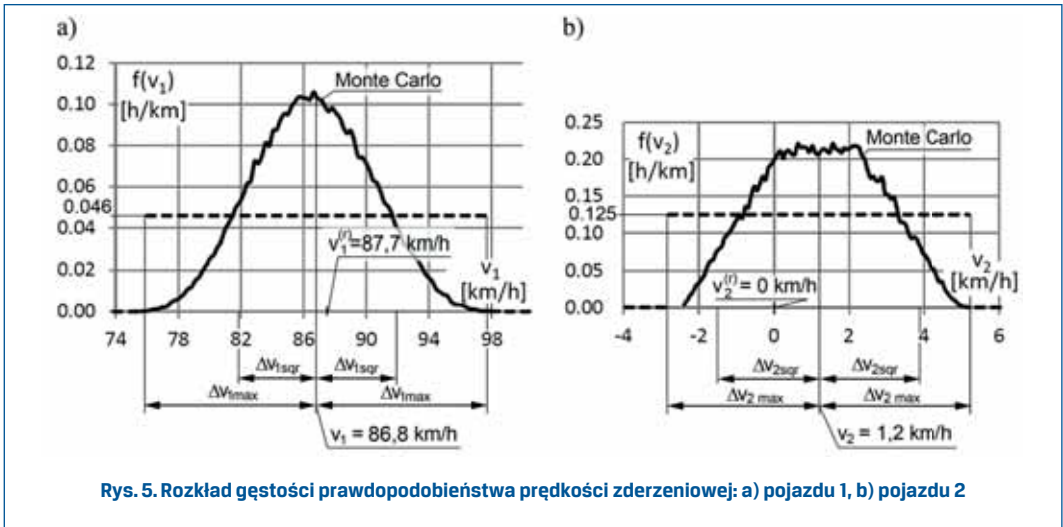 a)
0.12
0.10
0.08
0.06
0.046
0.04
0.02
0.00
f(v₁)
[h/km]
Monte Carlo
v₁⁽ʳ⁾=87,7 km/h
v₁
[km/h]
74 78 82 86 90 94 98
Δv₁sqr Δv₁sqr
Δv₁max Δv₁max
v₁ = 86,8 km/h
b)
0.25
0.20
0.15
0.125
0.10
0.05
0.00
f(v₂)
[h/km]
Monte Carlo
v₂⁽ʳ⁾ = 0 km/h
v₂
[km/h]
-4 -2 0 2 4 6
Δv₂sqr Δv₂sqr
Δv₂ max Δv₂ max
v₂ = 1,2 km/h
Rys. 5. Rozkład gęstości prawdopodobieństwa prędkości zderzeniowej: a) pojazdu 1, b) pojazdu 2